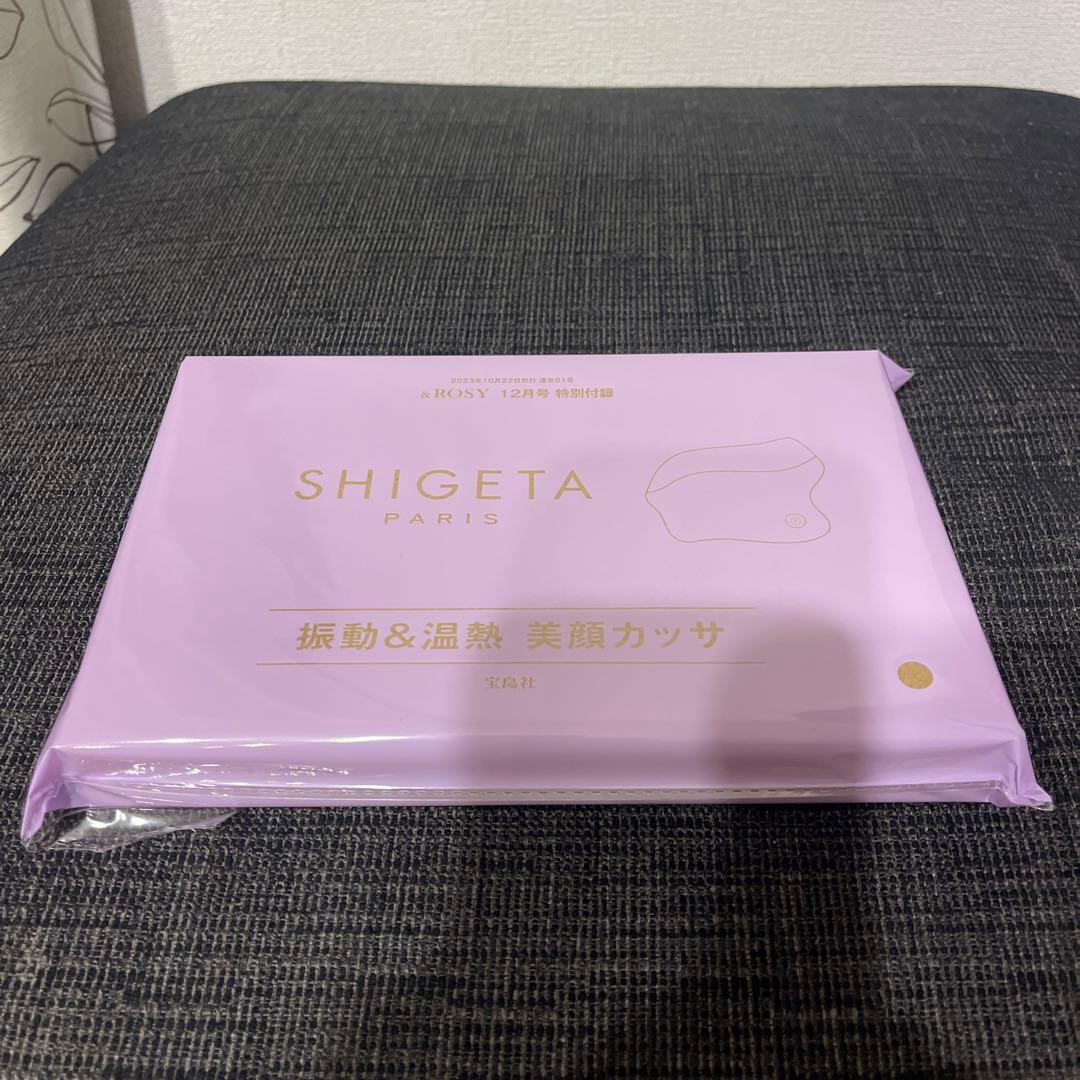 2023年10月22日発行 通巻81号
&ROSY 12月号 特別付録
SHIGETA
PARIS
振動&温熱 美顔カッサ
宝島社